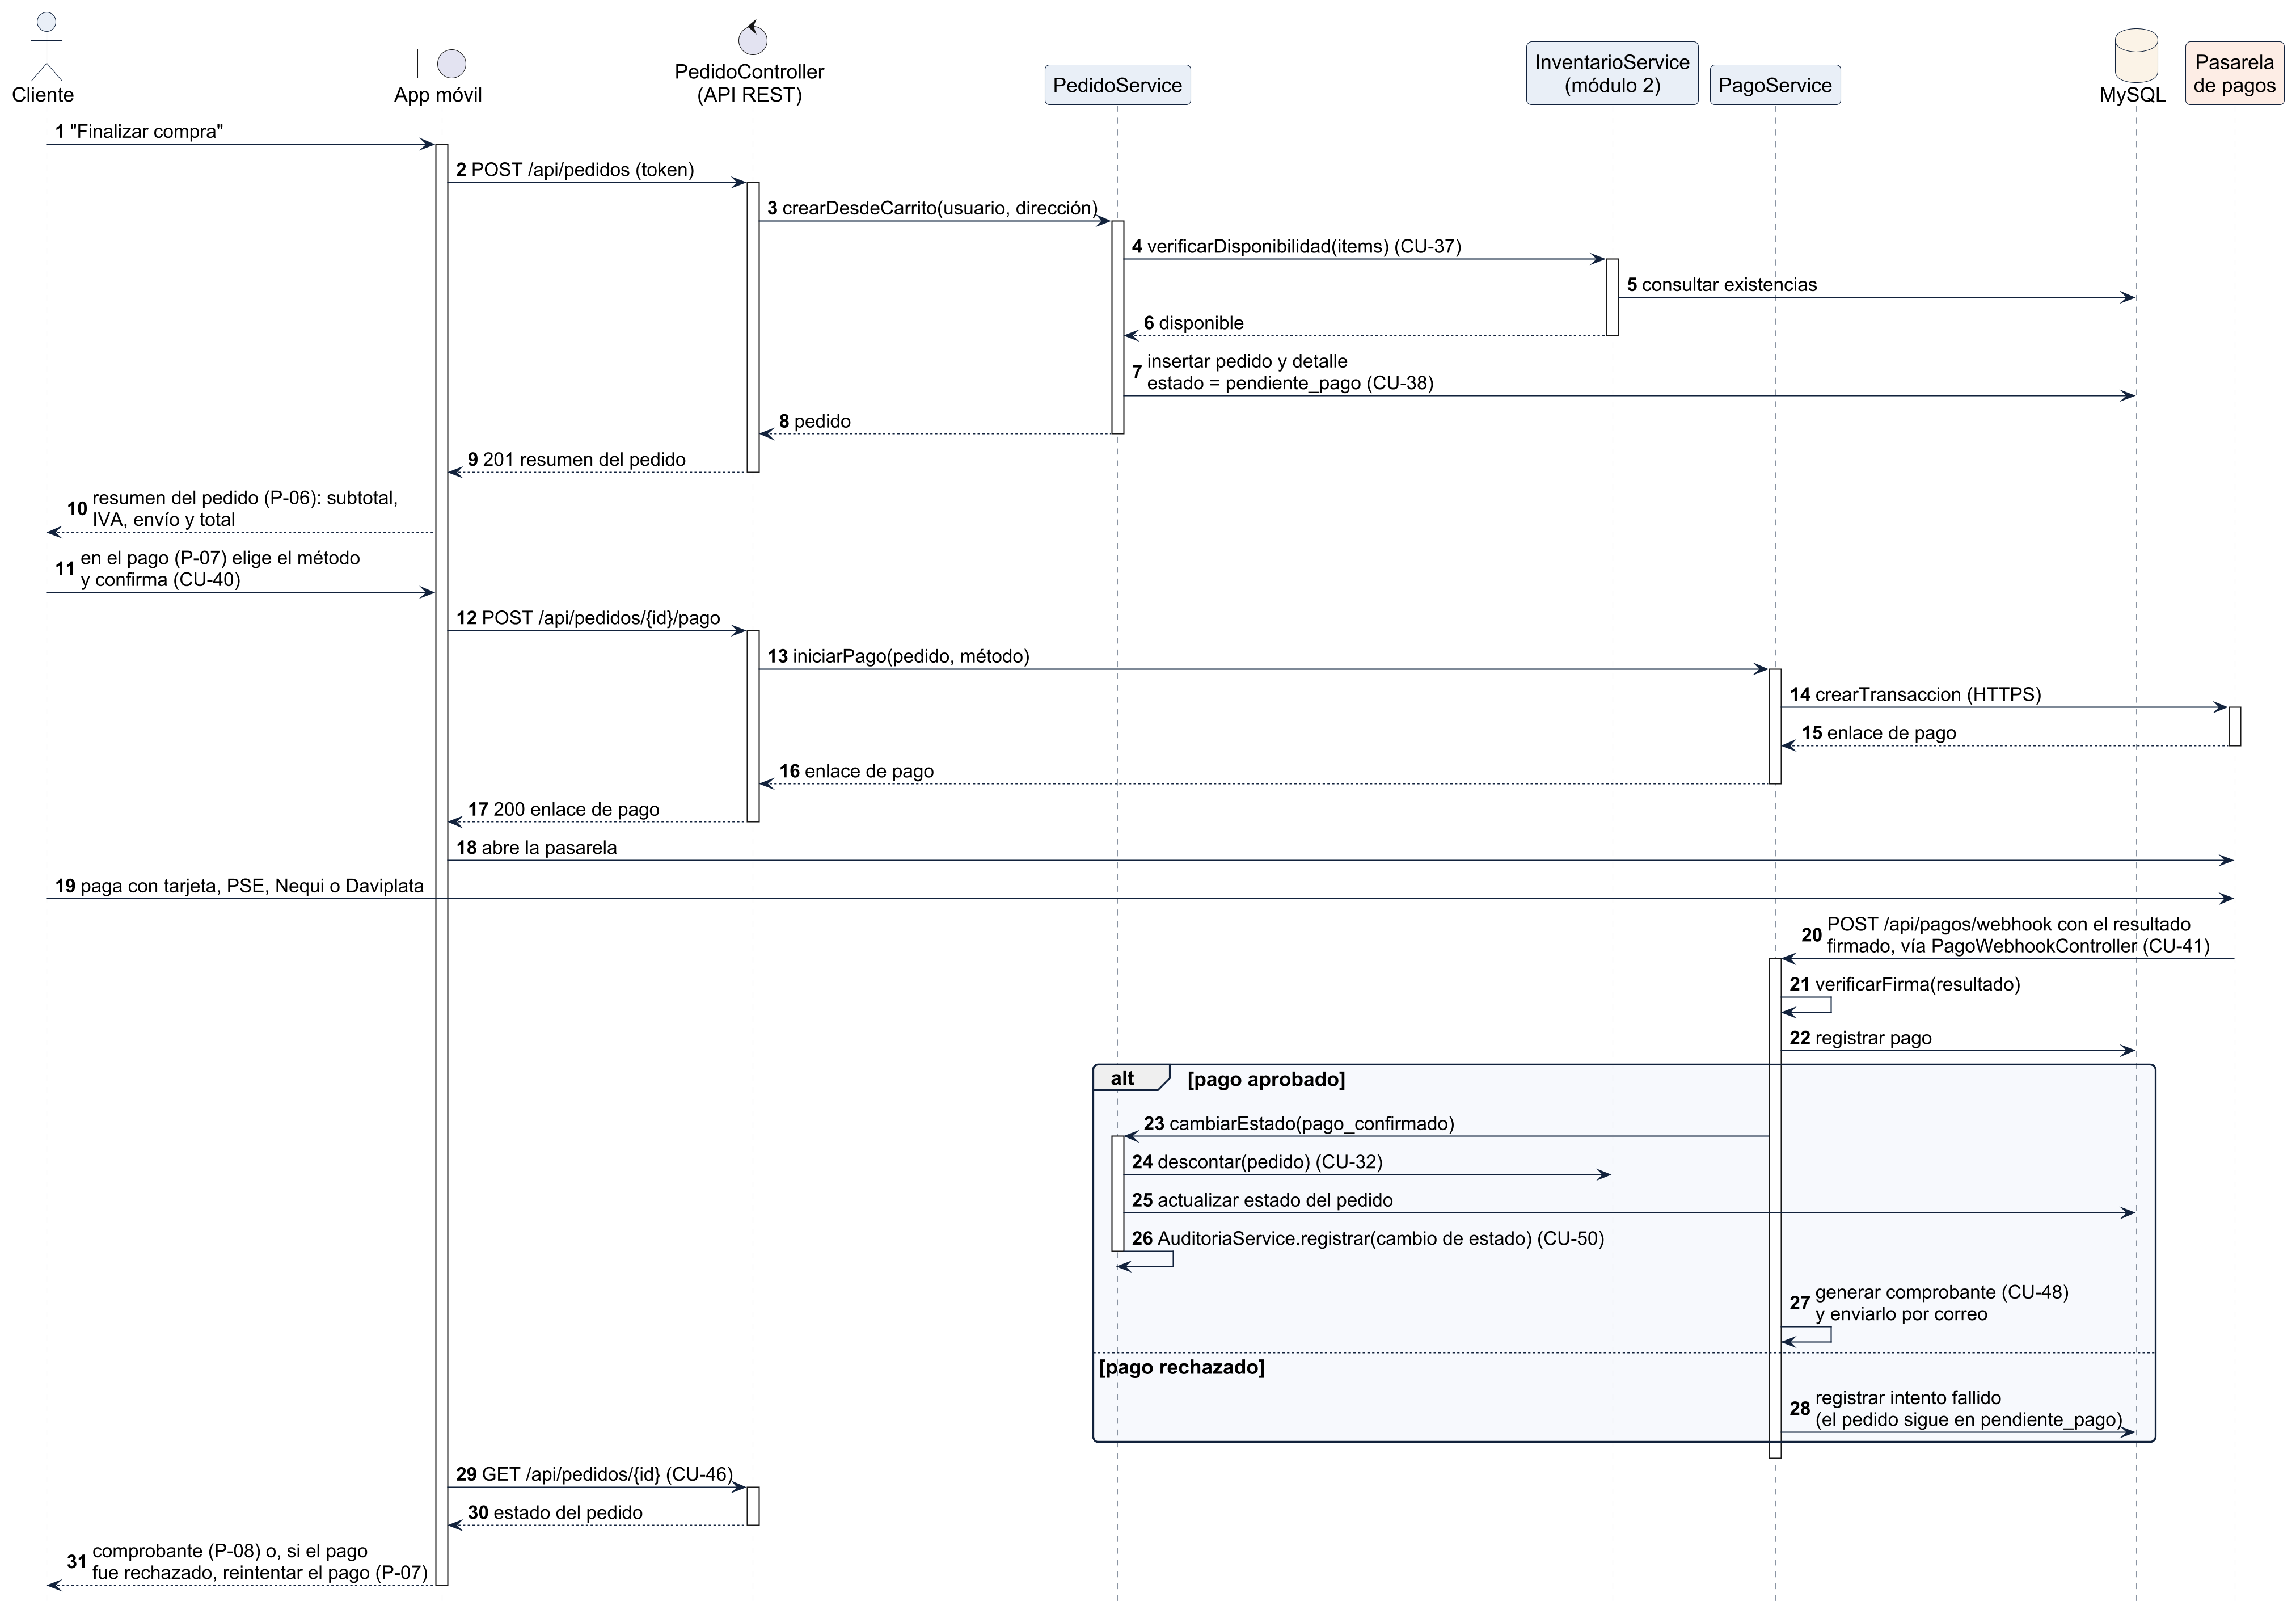 Cliente
App móvil
PedidoController
(API REST)
PedidoService
InventarioService
(módulo 2)
PagoService
MySQL
Pasarela
de pagos
1 "Finalizar compra"
2 POST /api/pedidos (token)
3 crearDesdeCarrito(usuario, dirección)
4 verificarDisponibilidad(items) (CU-37)
5 consultar existencias
6 disponible
7 insertar pedido y detalle
estado = pendiente_pago (CU-38)
8 pedido
9 201 resumen del pedido
10 resumen del pedido (P-06): subtotal,
IVA, envío y total
11 en el pago (P-07) elige el método
y confirma (CU-40)
12 POST /api/pedidos/{id}/pago
13 iniciarPago(pedido, método)
14 crearTransaccion (HTTPS)
15 enlace de pago
16 enlace de pago
17 200 enlace de pago
18 abre la pasarela
19 paga con tarjeta, PSE, Nequi o Daviplata
20 POST /api/pagos/webhook con el resultado
firmado, vía PagoWebhookController (CU-41)
21 verificarFirma(resultado)
22 registrar pago
alt [pago aprobado]
23 cambiarEstado(pago_confirmado)
24 descontar(pedido) (CU-32)
25 actualizar estado del pedido
26 AuditoriaService.registrar(cambio de estado) (CU-50)
27 generar comprobante (CU-48)
y enviarlo por correo
[pago rechazado]
28 registrar intento fallido
(el pedido sigue en pendiente_pago)
29 GET /api/pedidos/{id} (CU-46)
30 estado del pedido
31 comprobante (P-08) o, si el pago
fue rechazado, reintentar el pago (P-07)